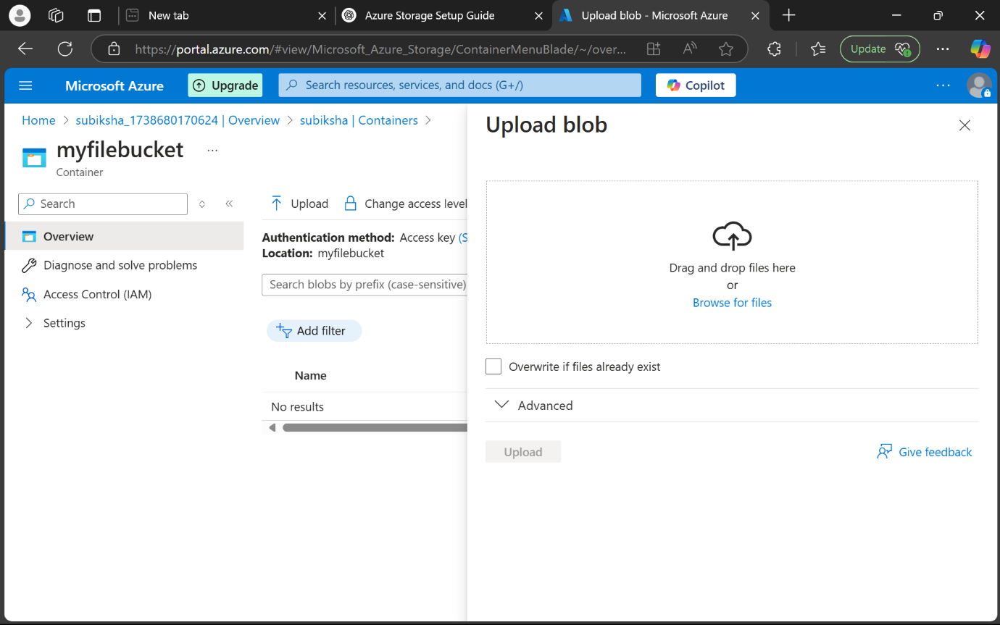 New tab
Azure Storage Setup Guide
Upload blob - Microsoft Azure
https://portal.azure.com/#view/Microsoft_Azure_Storage/ContainerMenuBlade/~/over...
Update
Microsoft Azure
Upgrade
Search resources, services, and docs (G+/)
Copilot
Home > subiksha_1738680170624 | Overview > subiksha | Containers >
myfilebucket
...
Container
Search
Overview
Diagnose and solve problems
Access Control (IAM)
Settings
Upload
Change access level
Authentication method: Access key (S
Location: myfilebucket
Search blobs by prefix (case-sensitive)
Add filter
Name
No results
Upload blob
Drag and drop files here
or
Browse for files
Overwrite if files already exist
Advanced
Upload
Give feedback